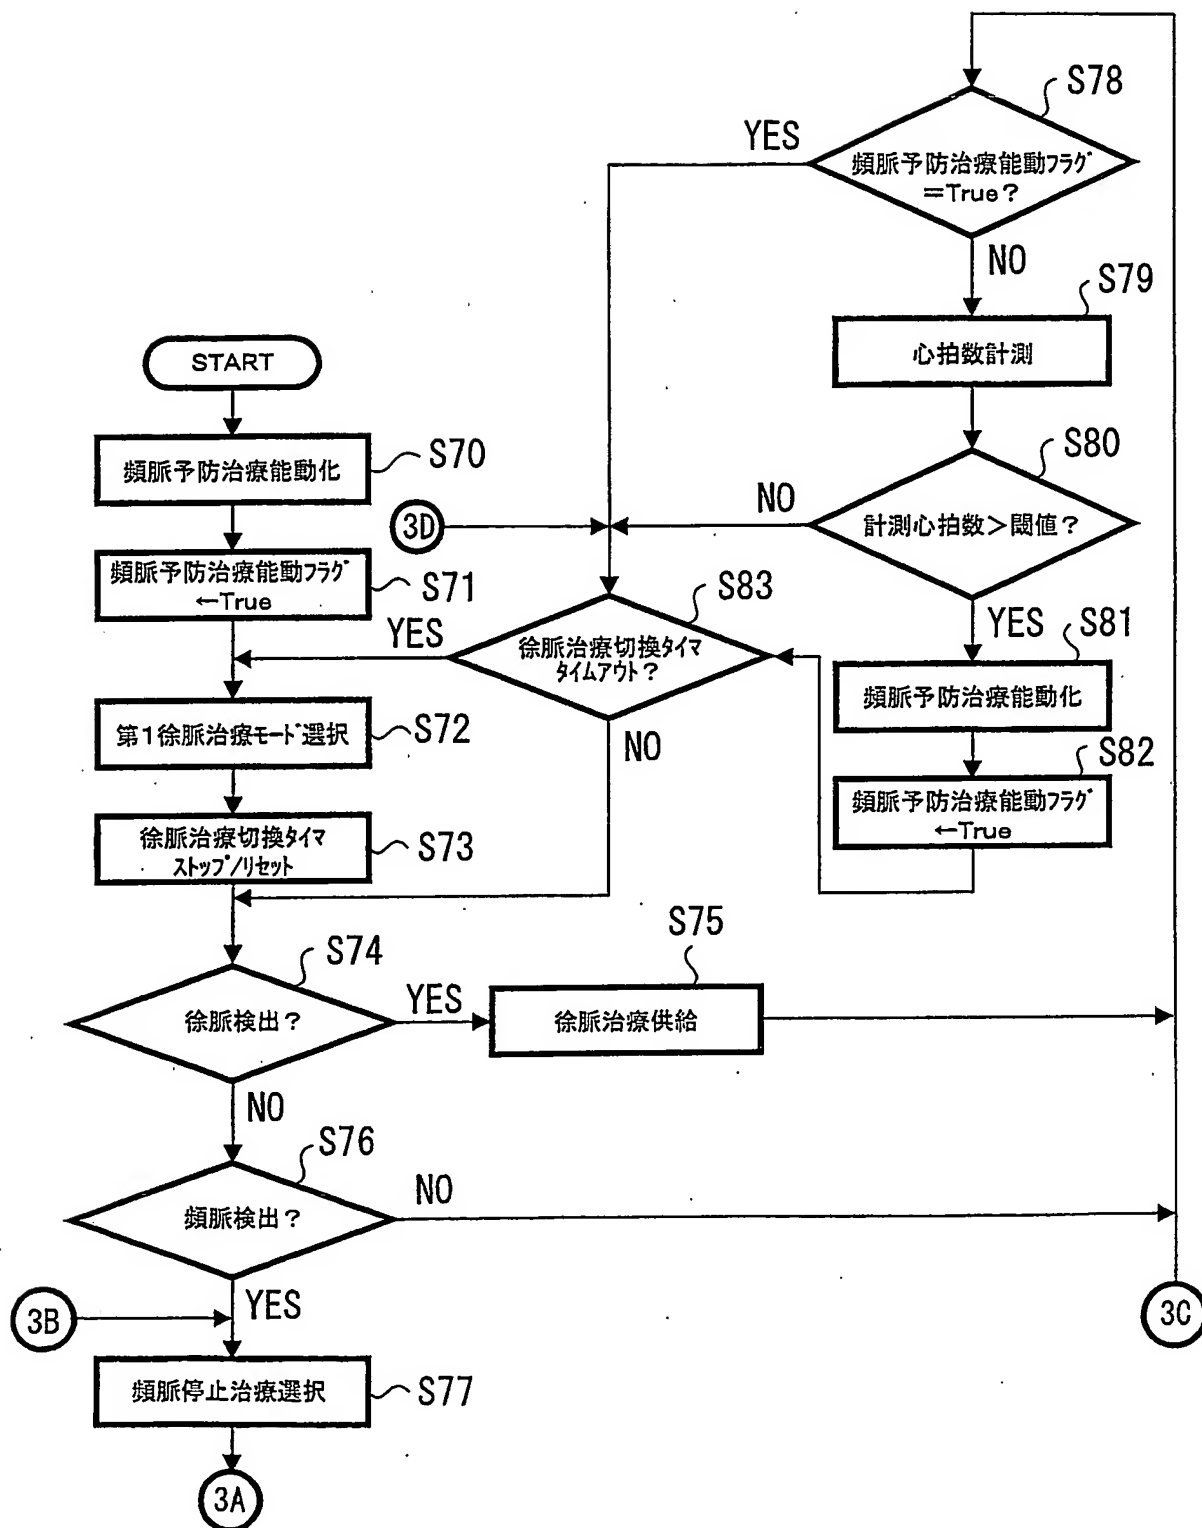 START
頻脈予防治療能動化
S70
頻脈予防治療能動フラグ
←True
S71
第1徐脈治療モード選択
S72
徐脈治療切換タイマ
ストップ/リセット
S73
徐脈検出?
S74
YES
NO
徐脈治療供給
S75
頻脈検出?
S76
NO
YES
3B
頻脈停止治療選択
S77
3A
頻脈予防治療能動フラグ
=True?
S78
YES
NO
心拍数計測
S79
計測心拍数>閾値?
S80
NO
YES
3D
頻脈予防治療能動化
S81
頻脈予防治療能動フラグ
←True
S82
徐脈治療切換タイマ
タイムアウト?
S83
YES
NO
3C